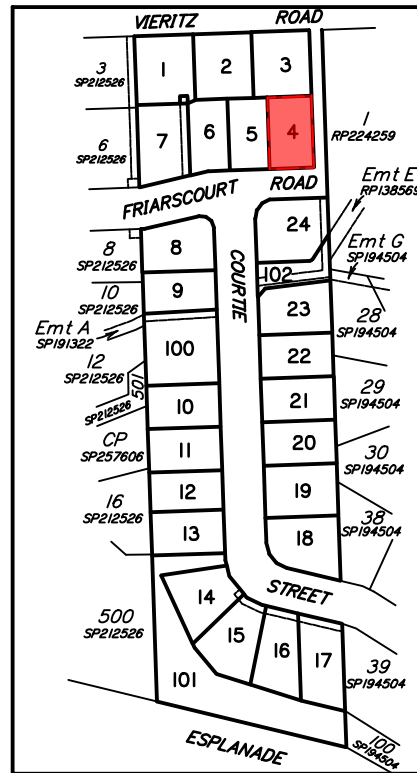 VIERITZ ROAD
3
SP212526
1
2
3
6
SP212526
7
6
5
4
1
RP224259
FRIARSCOURT ROAD
Emt E
RP138569
24
Emt G
SP194504
8
SP212526
8
COURTIE
102
10
SP212526
9
23
28
SP194504
Emt A
SP191322
100
22
12
SP212526
501
SP212526
10
21
29
SP194504
CP
SP257606
11
20
30
SP194504
16
SP212526
12
19
38
SP194504
13
18
STREET
500
SP212526
14
15
16
17
39
SP194504
101
100
SP194504
ESPLANADE